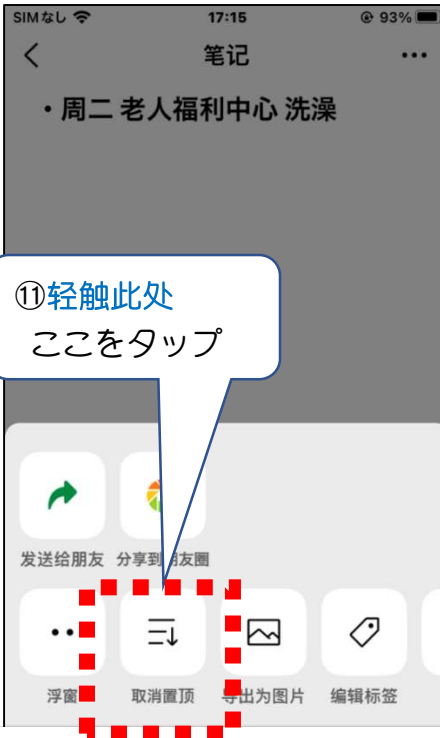 SIMなし 17:15 93%
笔记
・周二 老人福利中心 洗澡
⑪轻触此处
ここをタップ
发送给朋友 分享到朋友圈
浮窗 取消置顶 导出为图片 编辑标签